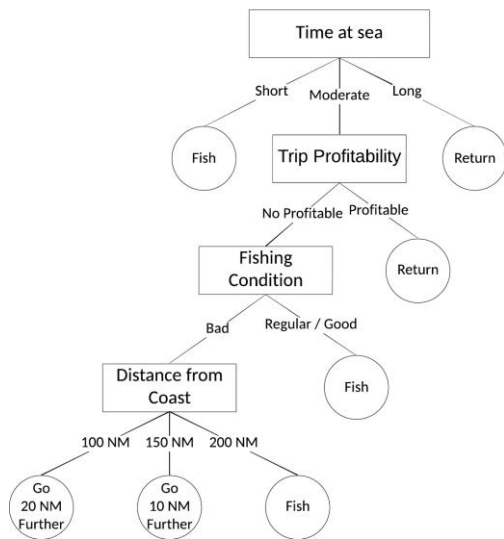 Time at sea
Short
Moderate
Long
Fish
Trip Profitability
Return
No Profitable
Profitable
Fishing
Condition
Return
Bad
Regular / Good
Distance from
Coast
Fish
100 NM
150 NM
200 NM
Go
20 NM
Further
Go
10 NM
Further
Fish